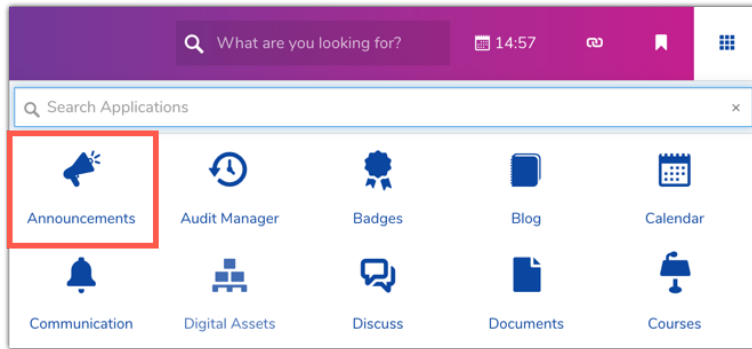 What are you looking for? 14:57
Search Applications ×
Announcements Audit Manager Badges Blog Calendar
Communication Digital Assets Discuss Documents Courses